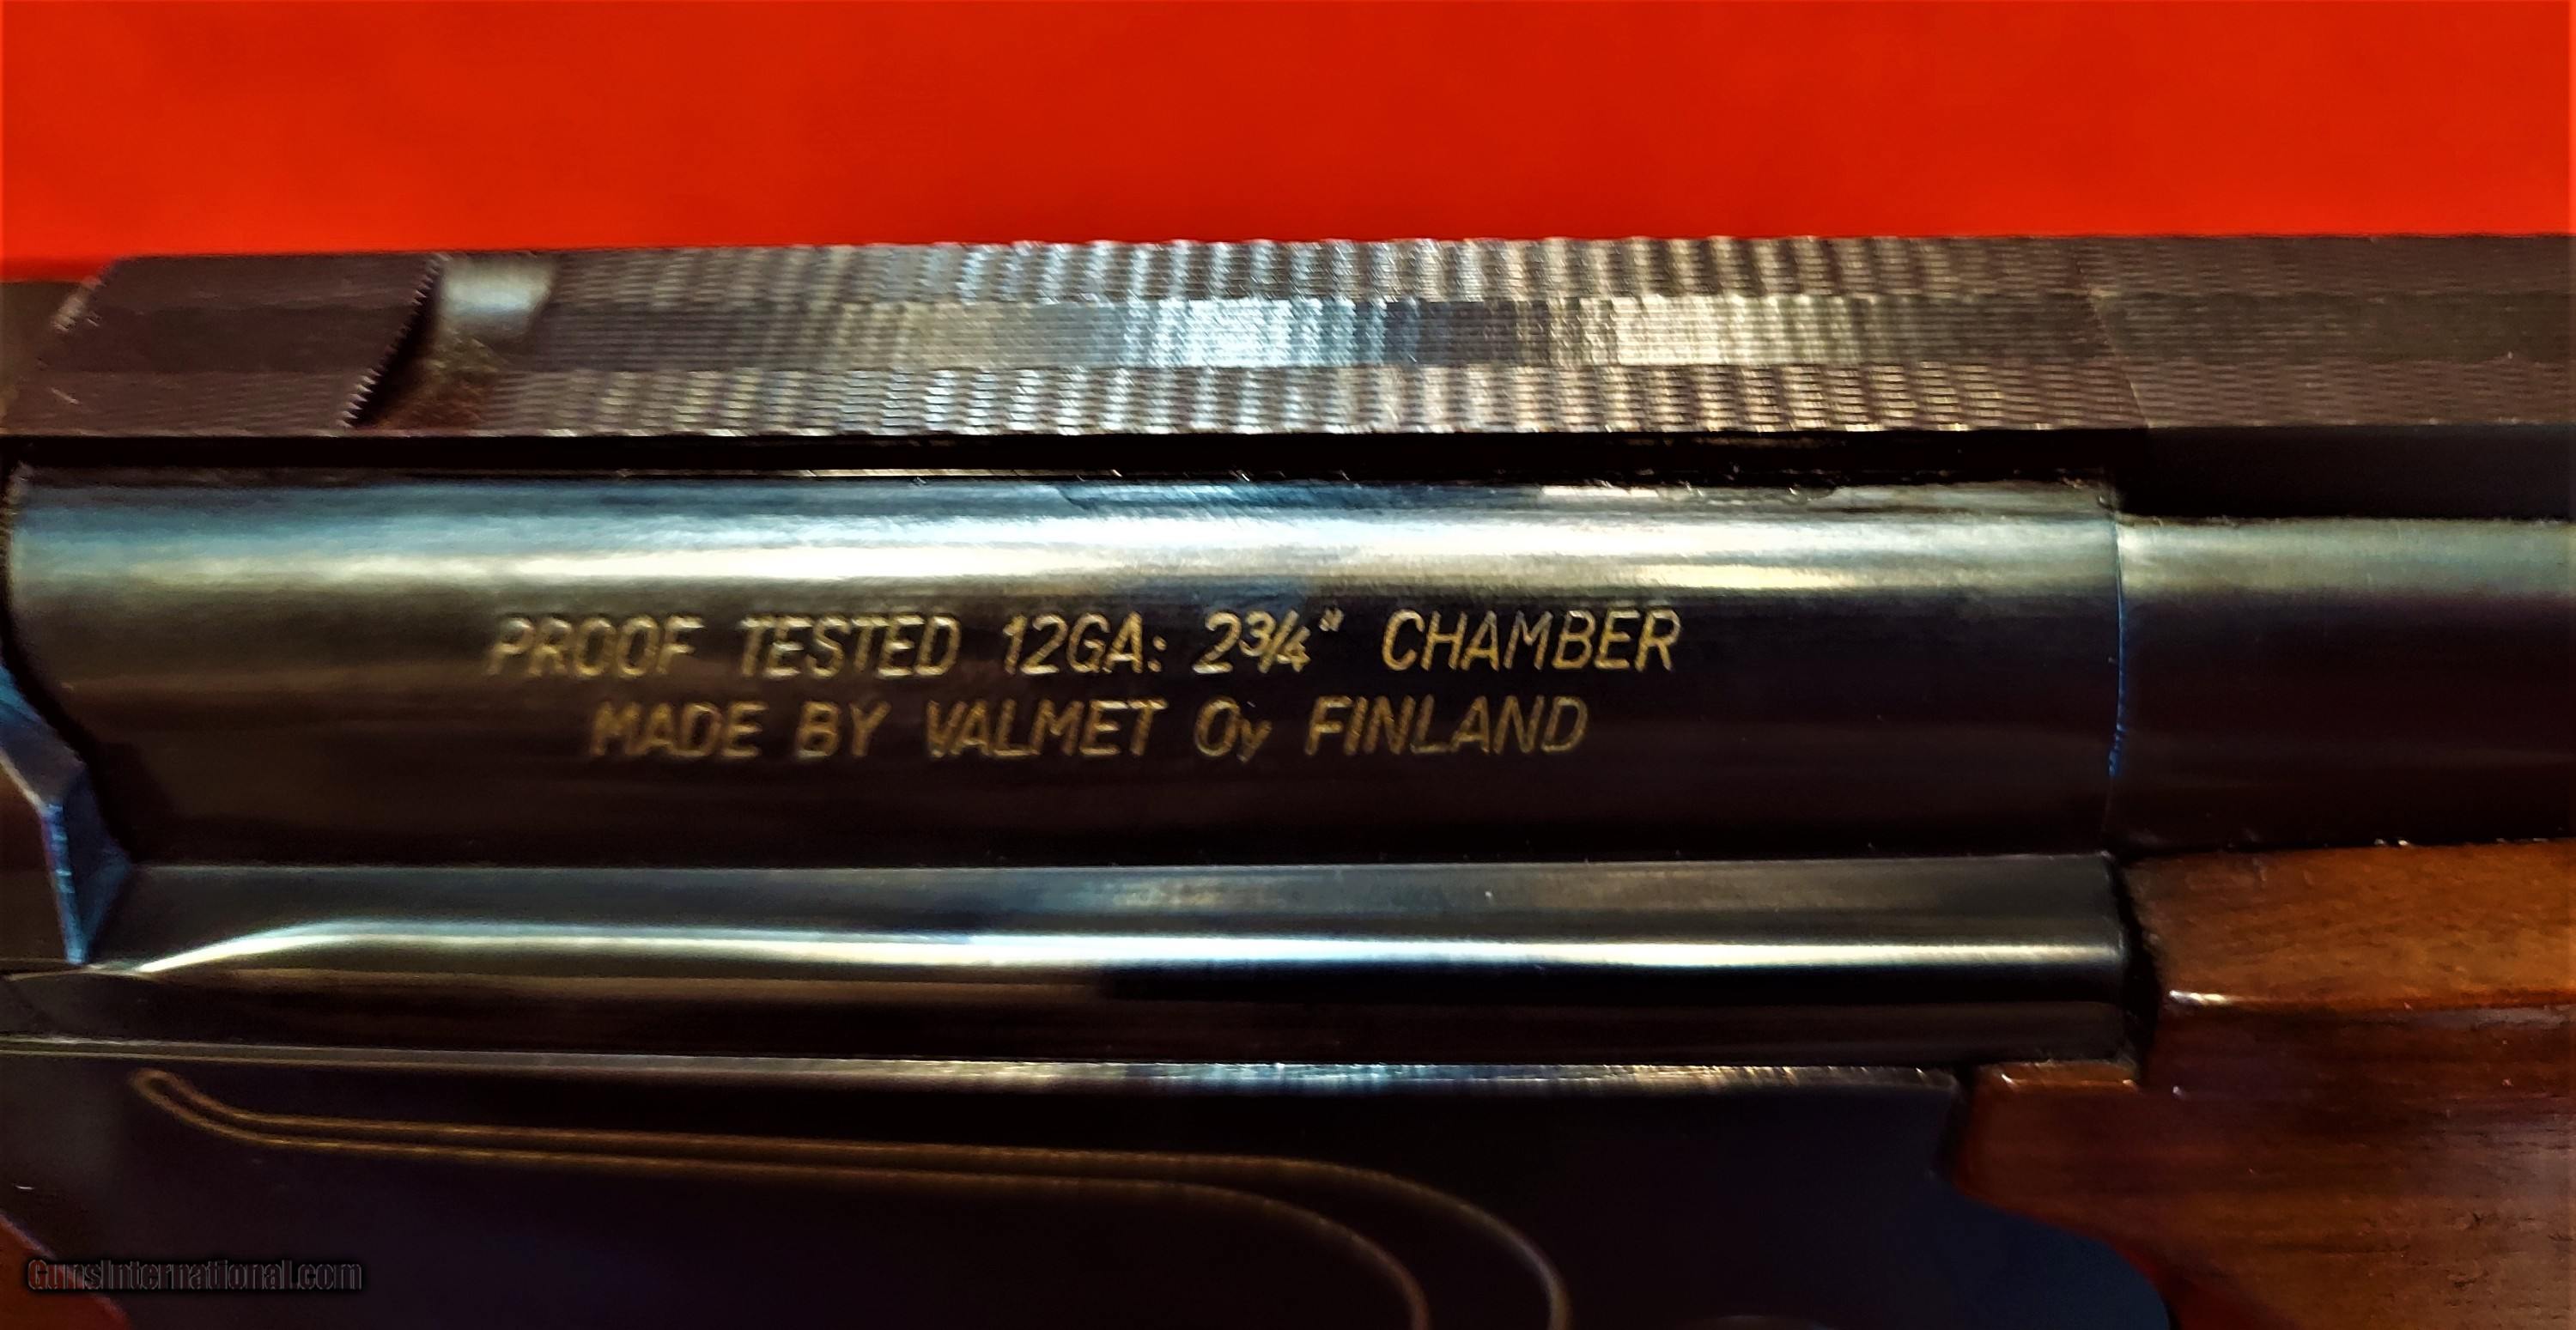 PROOF TESTED 12GA: 2¾" CHAMBER
MADE BY VALMET Oy FINLAND
GunsInternational.com